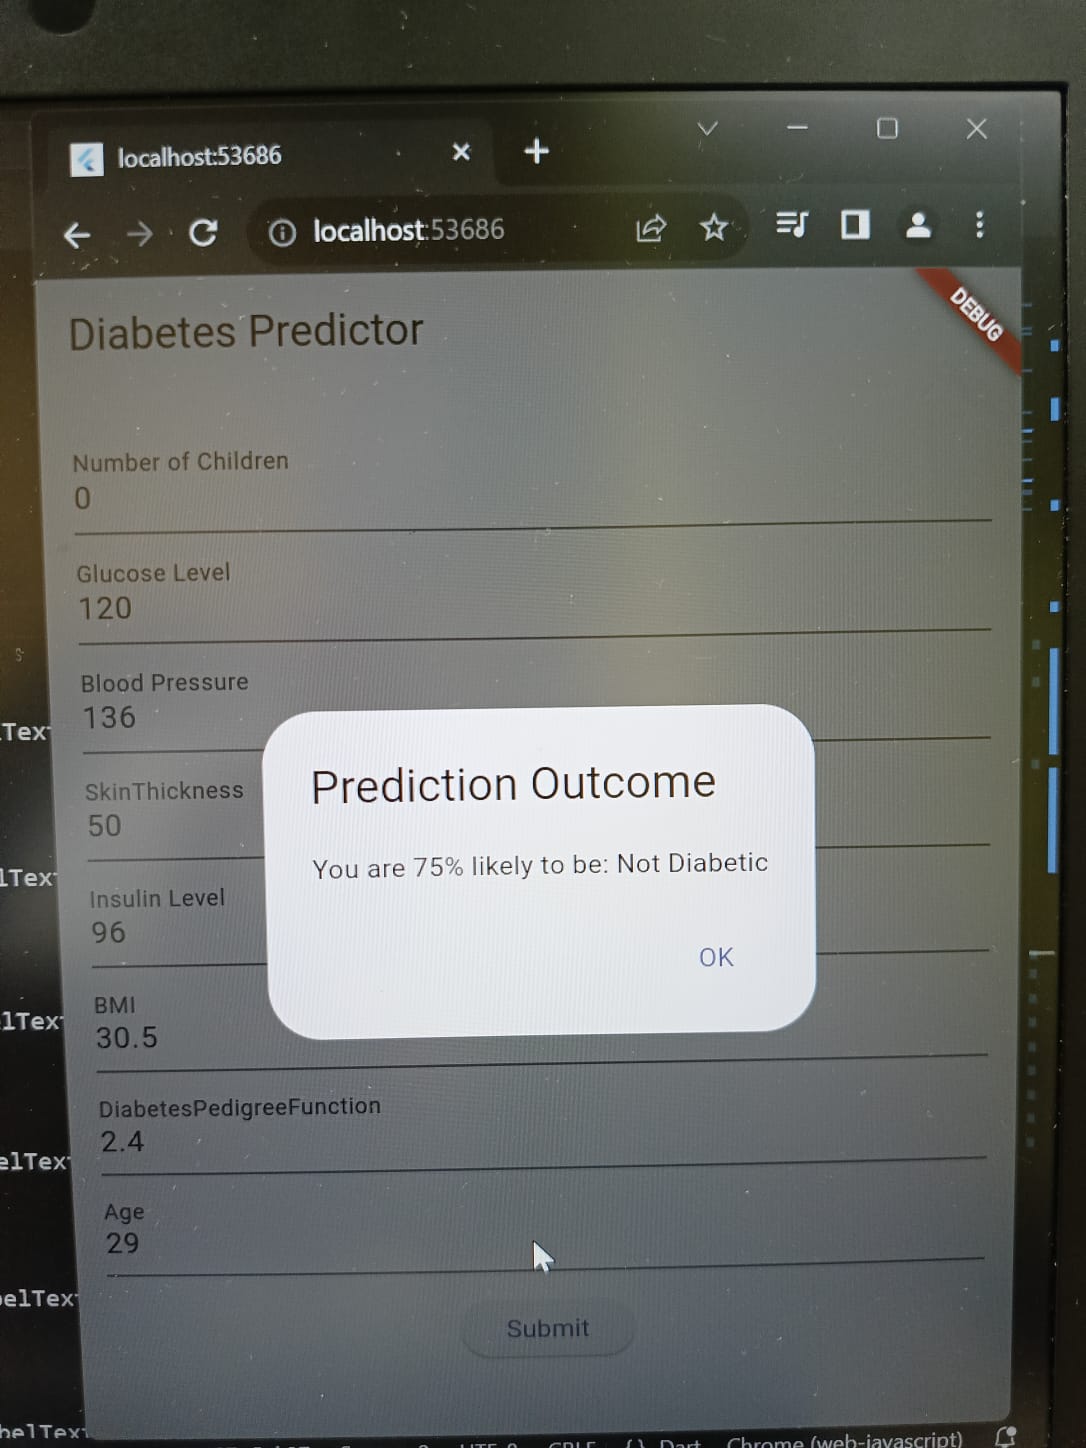 localhost:53686
localhost:53686
DEBUG
Diabetes Predictor
Number of Children
0
Glucose Level
120
Blood Pressure
136
SkinThickness
50
Insulin Level
96
BMI
30.5
DiabetesPedigreeFunction
2.4
Age
29
Submit
Prediction Outcome
You are 75% likely to be: Not Diabetic
OK
Tex
lTex
lTex
elTex
elTex
belTex
Dart
Chrome (web-javascript)